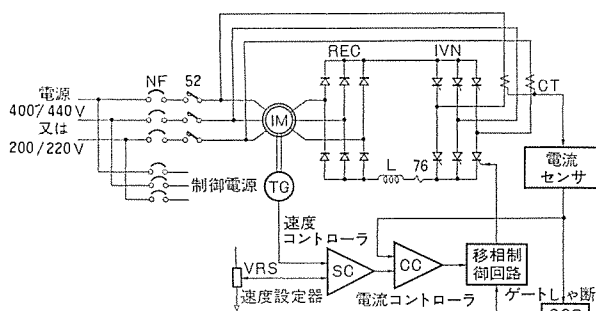 REC
IVN
NF
52
電源
400~440V
又は
200/220V
IM
CT
制御電源
L
76
TG
電流
センサ
速度
コントローラ
VRS
SC
CC
移相制
御回路
速度設定器
電流コントローラ
ゲートしゃ断